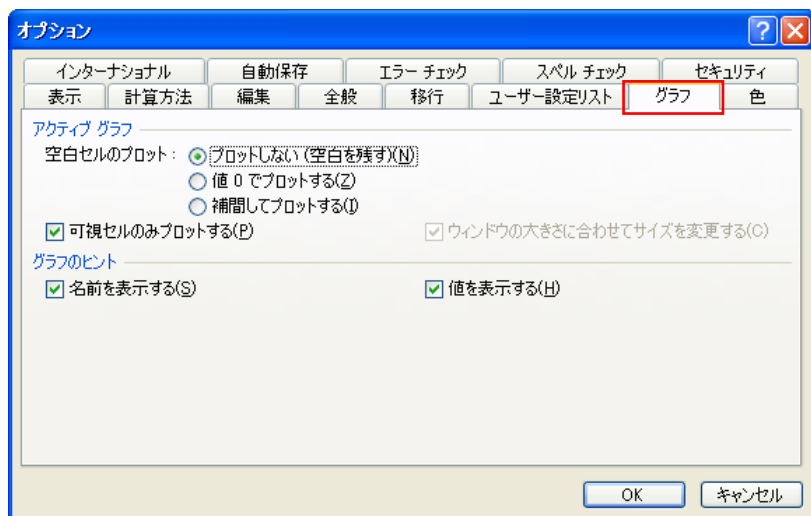 オプション
インターナショナル 自動保存 エラー チェック スペル チェック セキュリティ
表示 計算方法 編集 全般 移行 ユーザー設定リスト グラフ 色
アクティブ グラフ
空白セルのプロット： プロットしない (空白を残す)(N)
値 0 でプロットする(Z)
補間してプロットする(I)
可視セルのみプロットする(P) ウィンドウの大きさに合わせてサイズを変更する(C)
グラフのヒント
名前を表示する(S) 値を表示する(H)
OK キャンセル